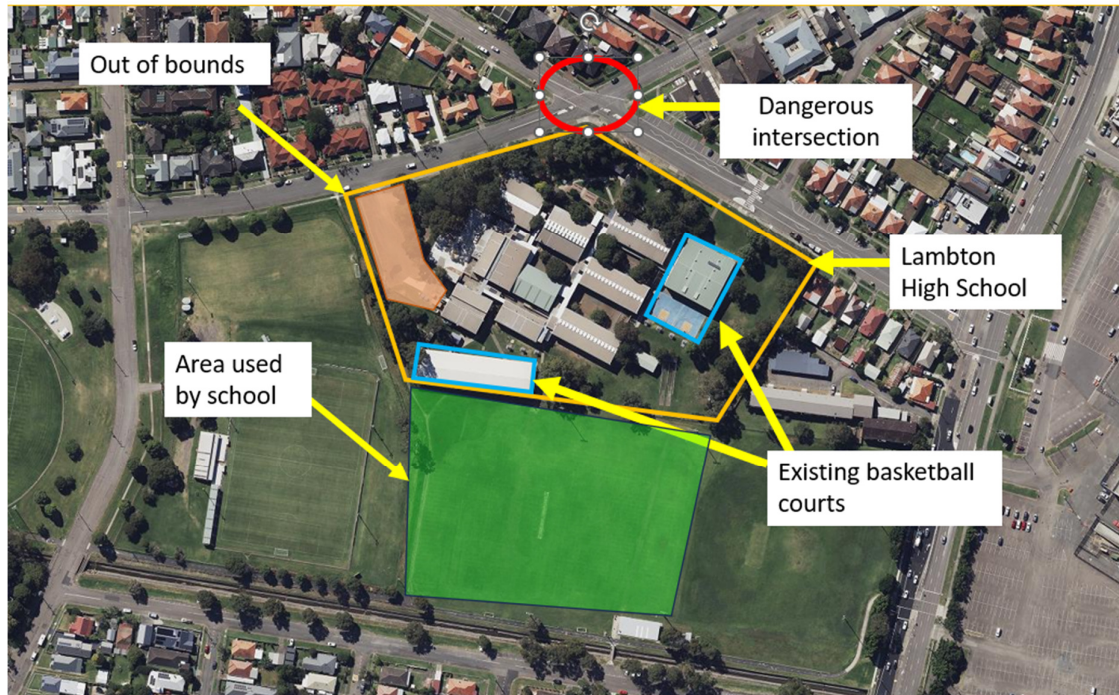 Out of bounds
Dangerous
intersection
Lambton
High School
Area used
by school
Existing basketball
courts